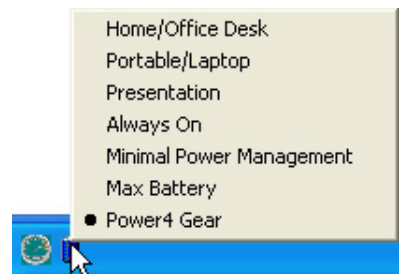 Home/Office Desk
Portable/Laptop
Presentation
Always On
Minimal Power Management
Max Battery
Power4 Gear